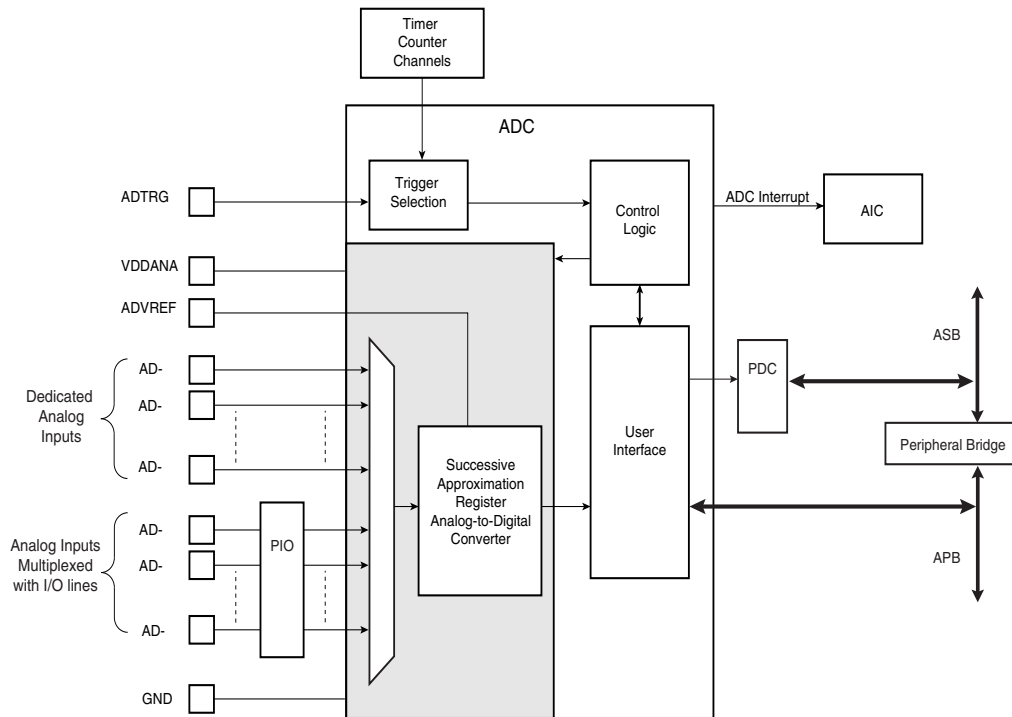 Timer
Counter
Channels
ADC
ADTRG
Trigger
Selection
Control
Logic
ADC Interrupt
AIC
VDDANA
ADVREF
ASB
PDC
Dedicated
Analog
Inputs
AD-
AD-
AD-
User
Interface
Peripheral Bridge
Successive
Approximation
Register
Analog-to-Digital
Converter
Analog Inputs
Multiplexed
with I/O lines
AD-
AD-
AD-
PIO
APB
GND